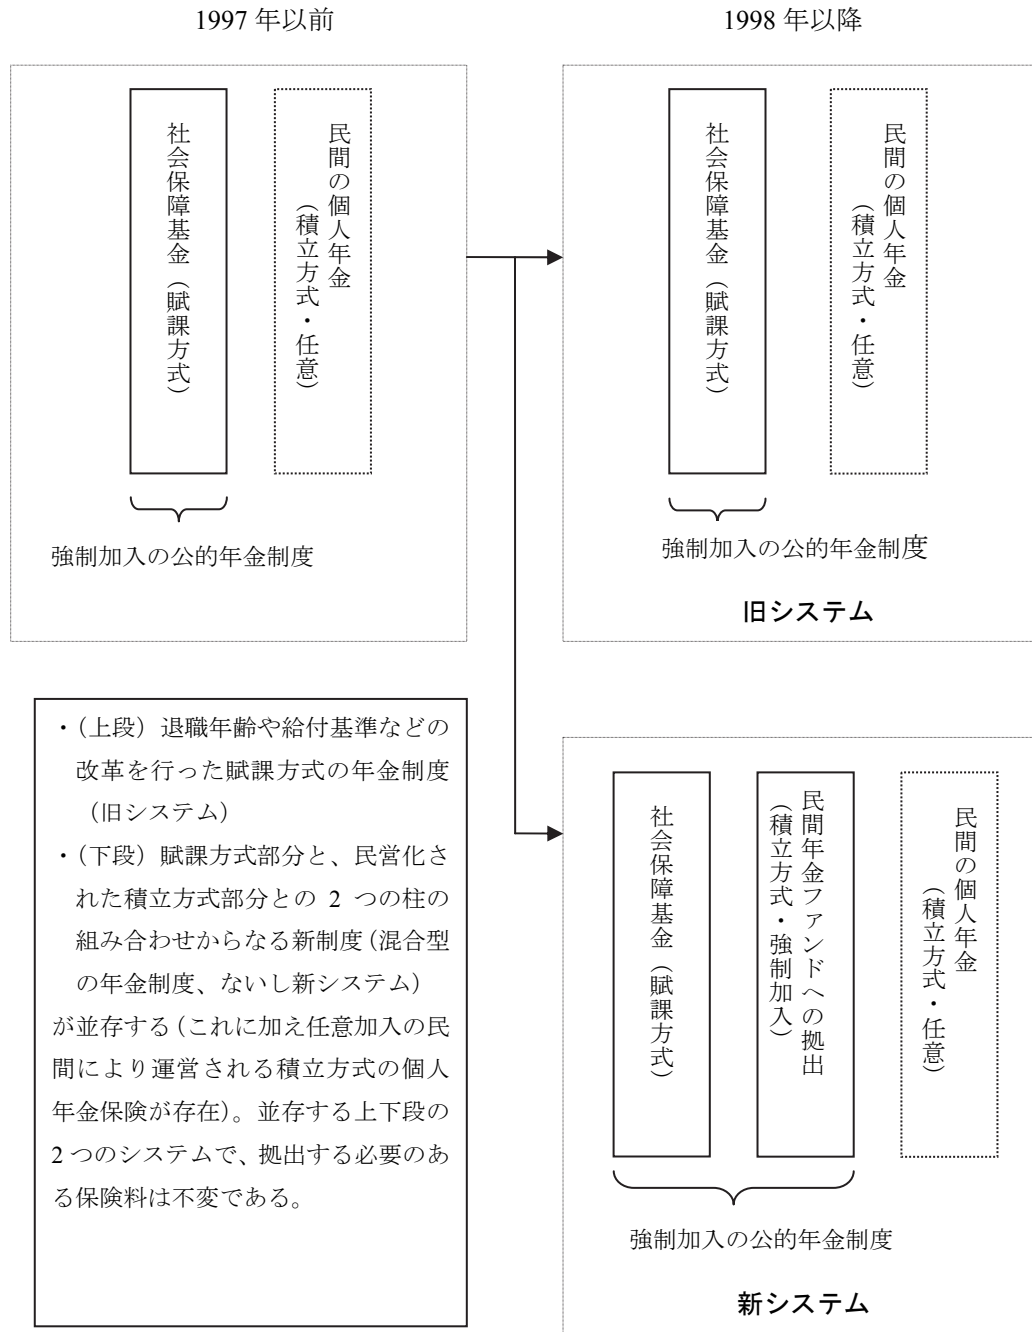 1997 年以前
1998 年以降
社会保障基金（賦課方式）
民間の個人年金
（積立方式・任意）
強制加入の公的年金制度
社会保障基金（賦課方式）
民間の個人年金
（積立方式・任意）
強制加入の公的年金制度
旧システム
・（上段）退職年齢や給付基準などの
改革を行った賦課方式の年金制度
（旧システム）
・（下段）賦課方式部分と、民営化さ
れた積立方式部分との 2 つの柱の
組み合わせからなる新制度（混合型
の年金制度、ないし新システム）
が並存する（これに加え任意加入の民
間により運営される積立方式の個人
年金保険が存在）。並存する上下段の
2 つのシステムで、拠出する必要のあ
る保険料は不変である。
社会保障基金（賦課方式）
民間年金ファンドへの拠出
（積立方式・強制加入）
民間の個人年金
（積立方式・任意）
強制加入の公的年金制度
新システム